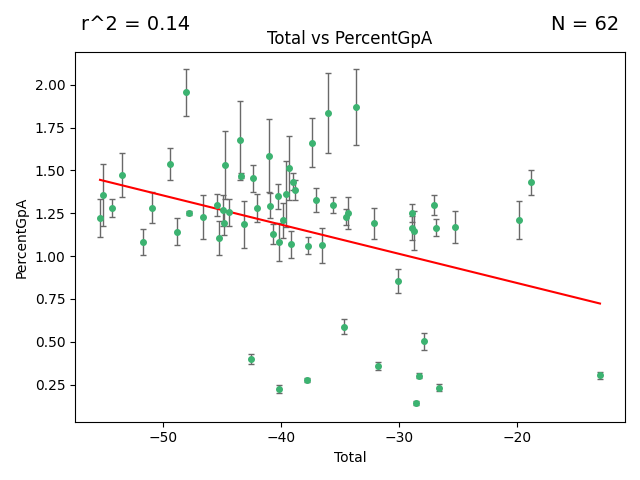 r^2 = 0.14
N = 62
Total vs PercentGpA
2.00
1.75
1.50
1.25
1.00
0.75
0.50
0.25
PercentGpA
−50
−40
−30
−20
Total